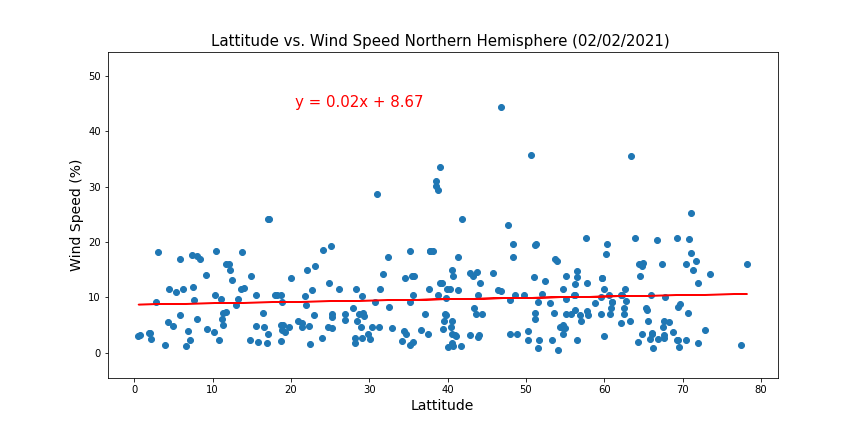 Lattitude vs. Wind Speed Northern Hemisphere (02/02/2021)
y = 0.02x + 8.67
Wind Speed (%)
50
40
30
20
10
0
0 10 20 30 40 50 60 70 80
Lattitude